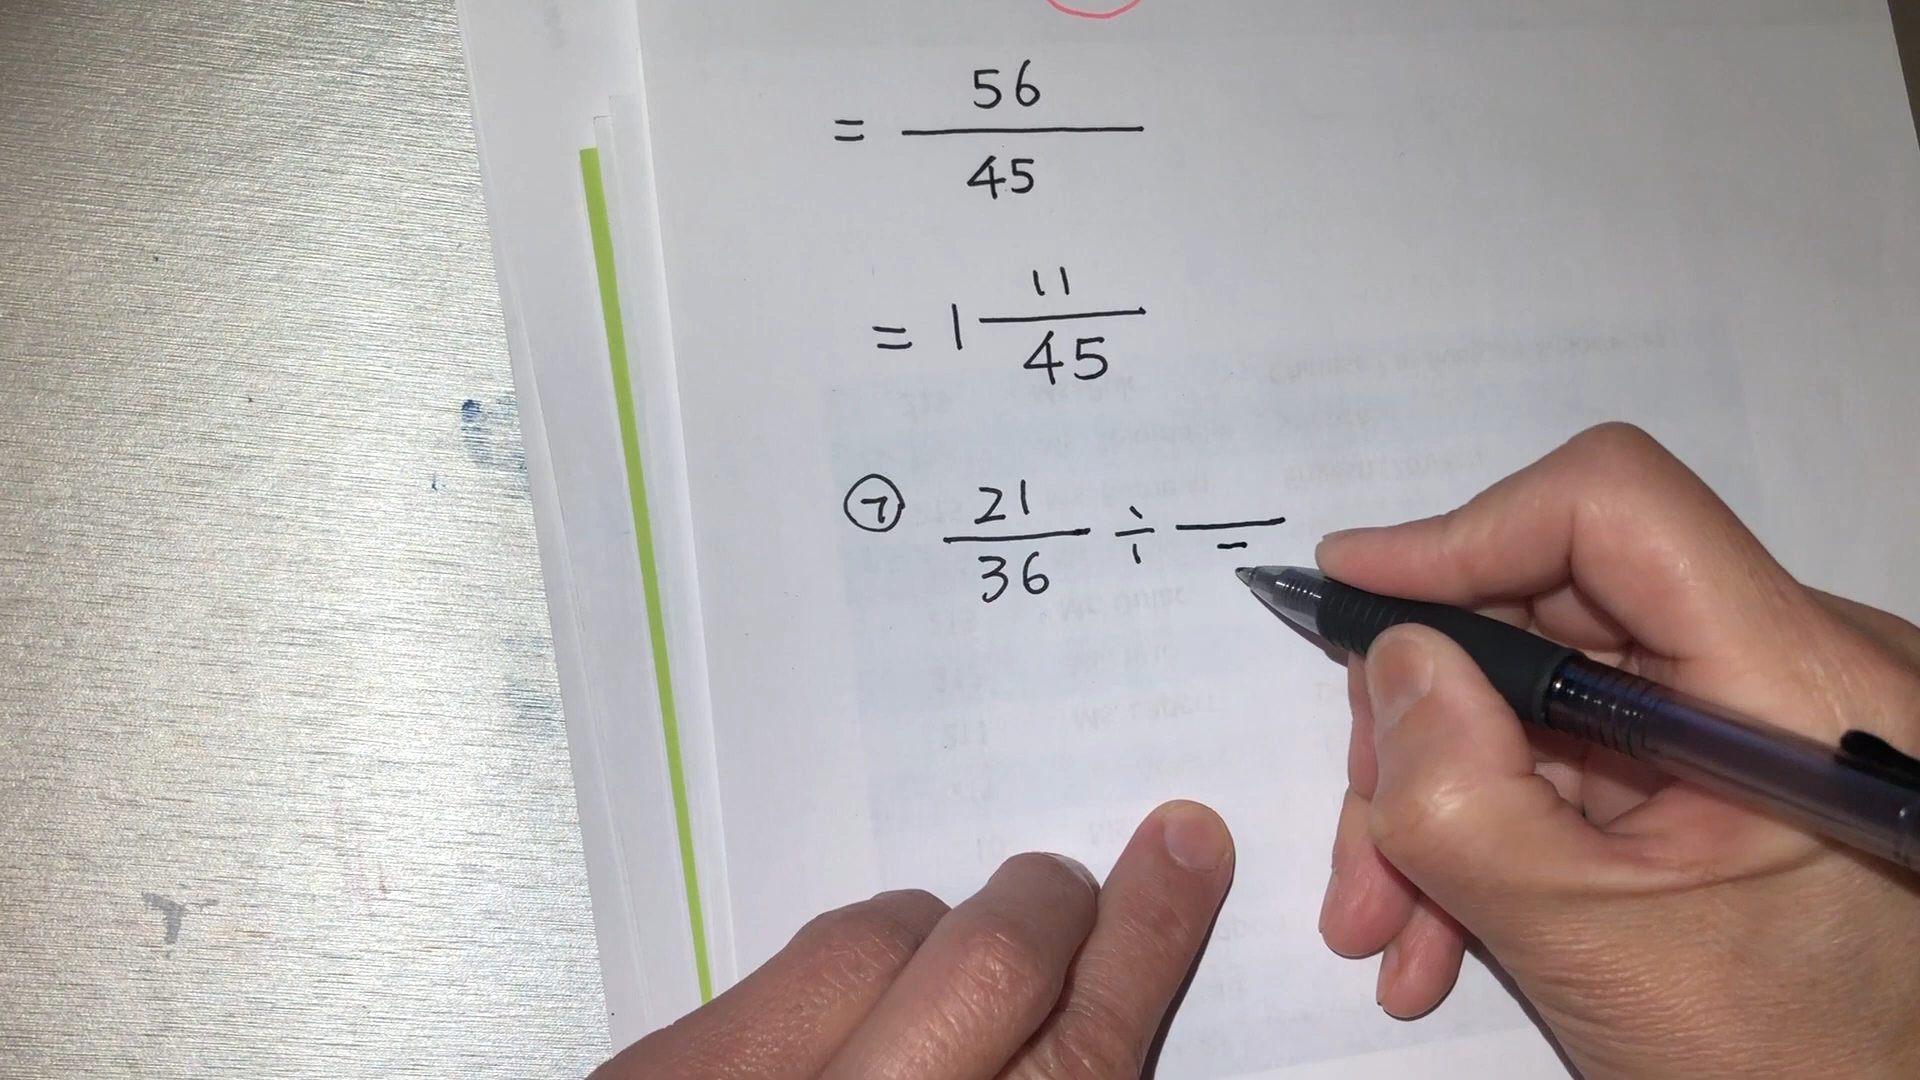 = 56/45
= 1 11/45
⑦ 21/36 ÷